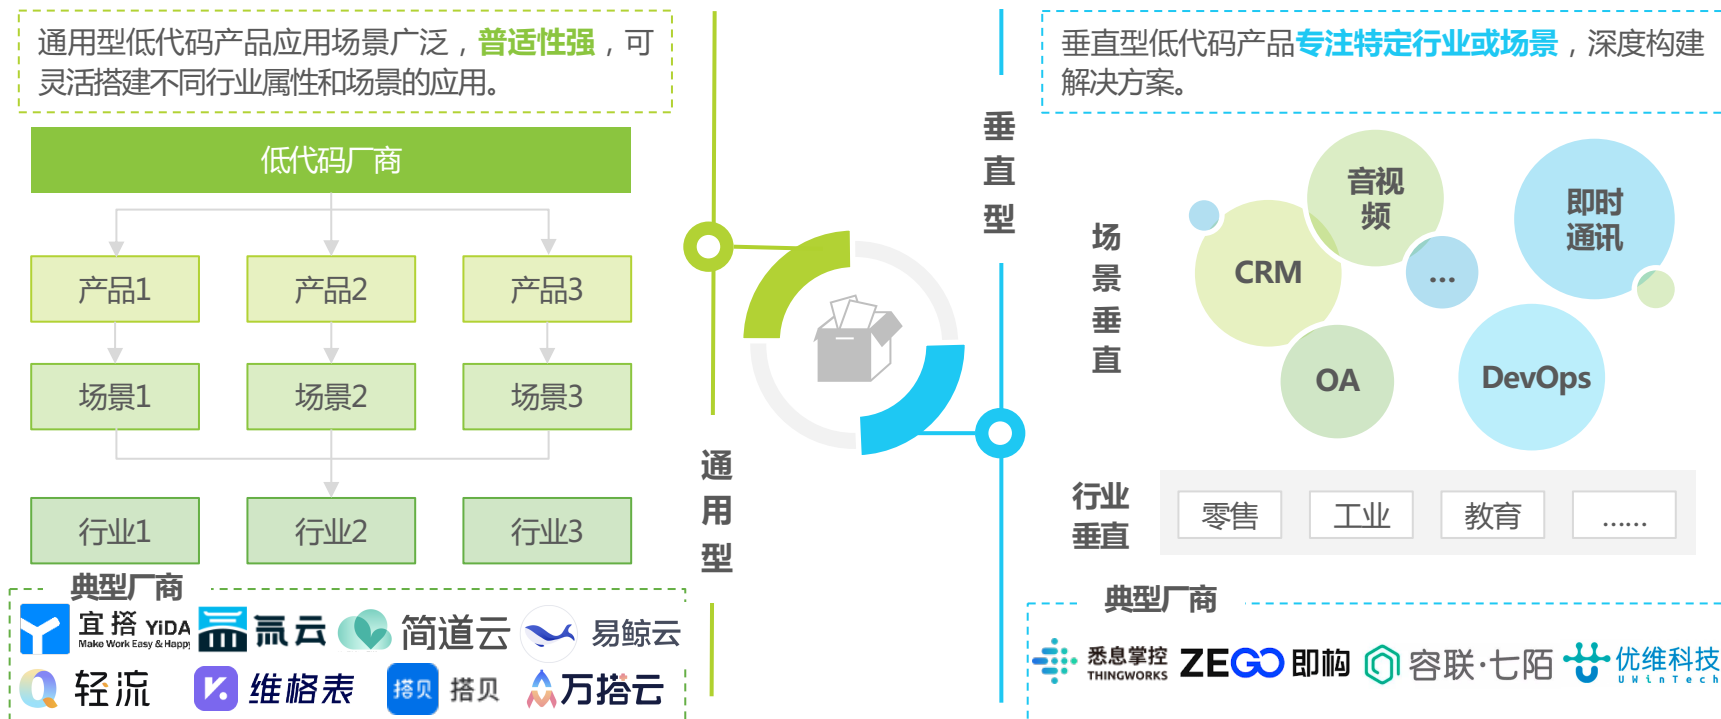 通用型低代码产品应用场景广泛，普适性强，可
灵活搭建不同行业属性和场景的应用。
低代码厂商
产品1
产品2
产品3
场景1
场景2
场景3
行业1
行业2
行业3
典型厂商
宜搭 YiDA
Make Work Easy & Happy
氚云
简道云
易鲸云
轻流
维格表
搭贝
搭贝
万搭云
通用型
垂直型
垂直型低代码产品专注特定行业或场景，深度构建
解决方案。
场景垂直
音视
频
即时
通讯
CRM
...
OA
DevOps
行业
垂直
零售
工业
教育
……
典型厂商
悉息掌控
THINGWORKS
ZEGO 即构
容联·七陌
优维科技
UWinTech